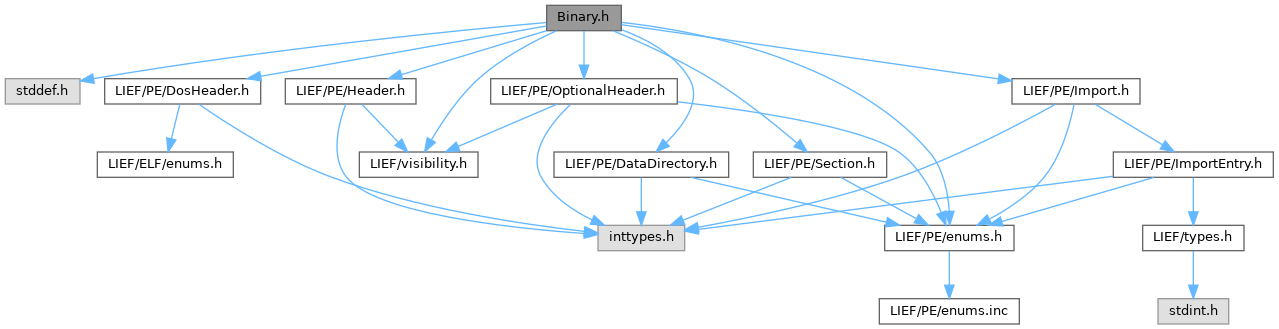 Binary.h
stddef.h
LIEF/PE/DosHeader.h
LIEF/PE/Header.h
LIEF/PE/OptionalHeader.h
LIEF/PE/Import.h
LIEF/ELF/enums.h
LIEF/visibility.h
LIEF/PE/DataDirectory.h
LIEF/PE/Section.h
LIEF/PE/ImportEntry.h
inttypes.h
LIEF/PE/enums.h
LIEF/types.h
LIEF/PE/enums.inc
stdint.h